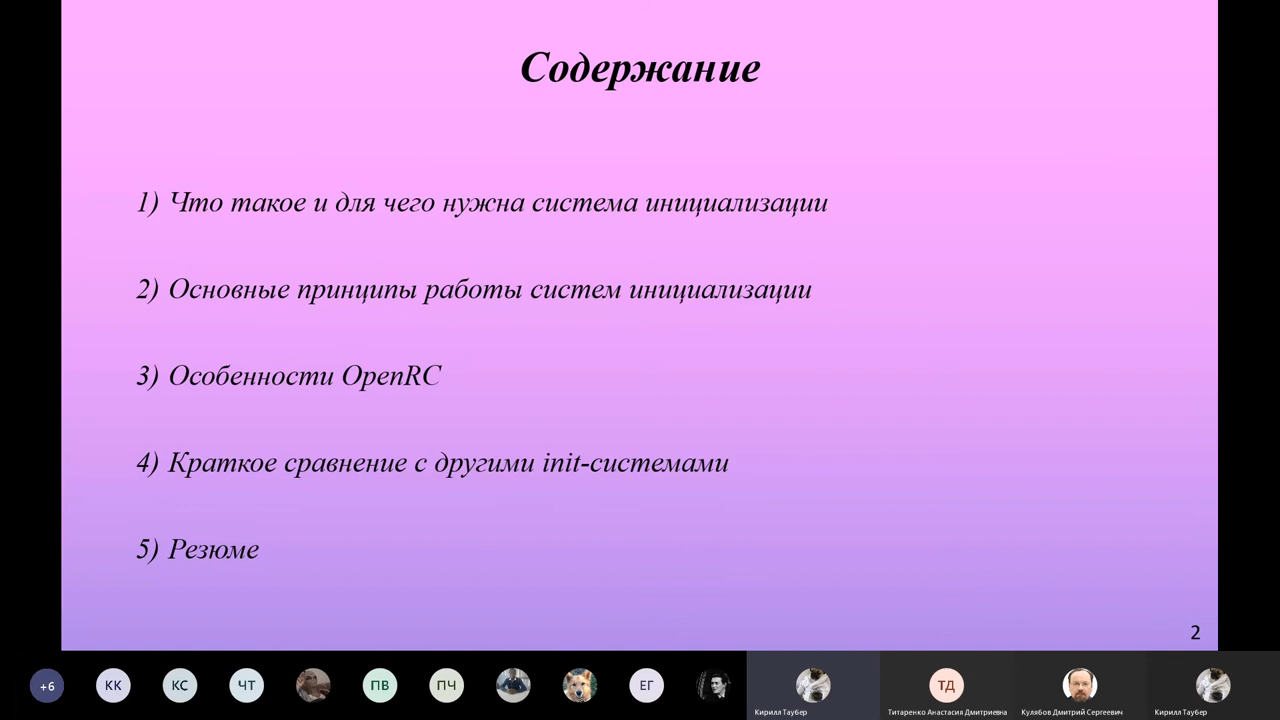 Содержание
1) Что такое и для чего нужна система инициализации
2) Основные принципы работы систем инициализации
3) Особенности OpenRC
4) Краткое сравнение с другими init-системами
5) Резюме
2
+6
КК
КС
ЧТ
ПВ
ПЧ
ЕГ
ТД
Кирилл Таубер
Титаренко Анастасия Дмитриевна
Кулябов Дмитрий Сергеевич
Кирилл Таубер